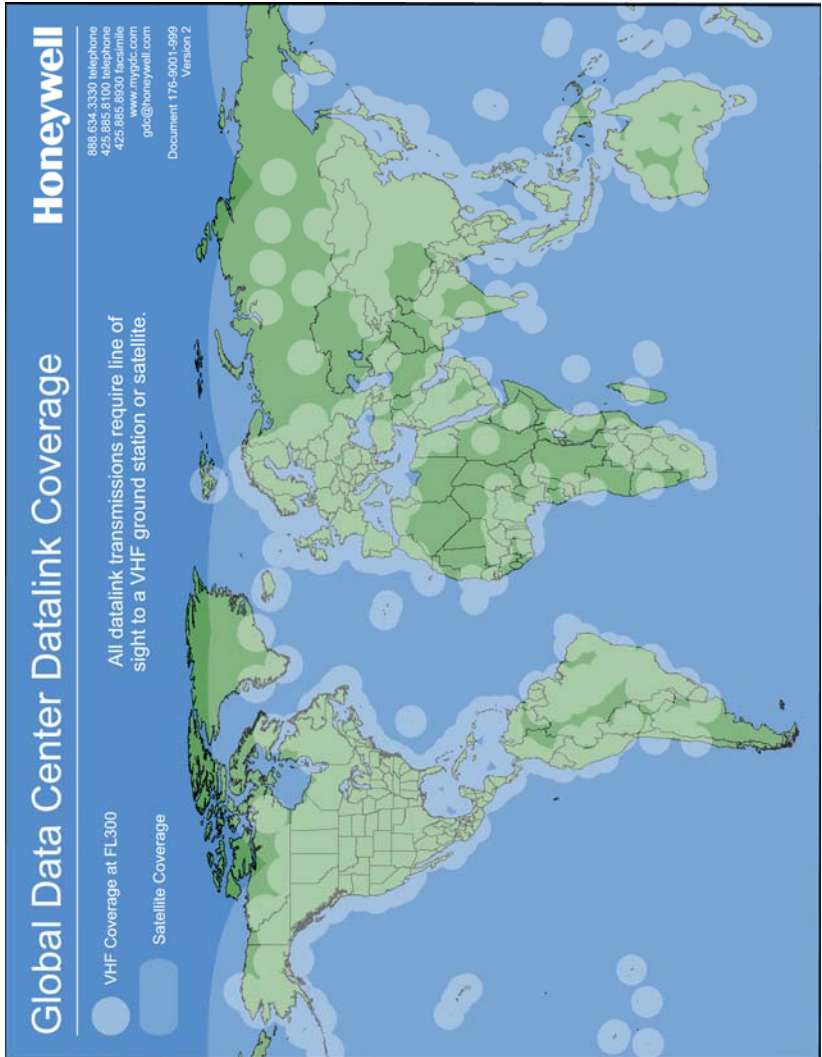 Global Data Center Datalink Coverage
Honeywell
888.634.3330 telephone
425.885.8100 telephone
425.885.8930 facsimile
www.mygdc.com
gdc@honeywell.com
Document 176-9001-999
Version 2
VHF Coverage at FL300
Satellite Coverage
All datalink transmissions require line of
sight to a VHF ground station or satellite.